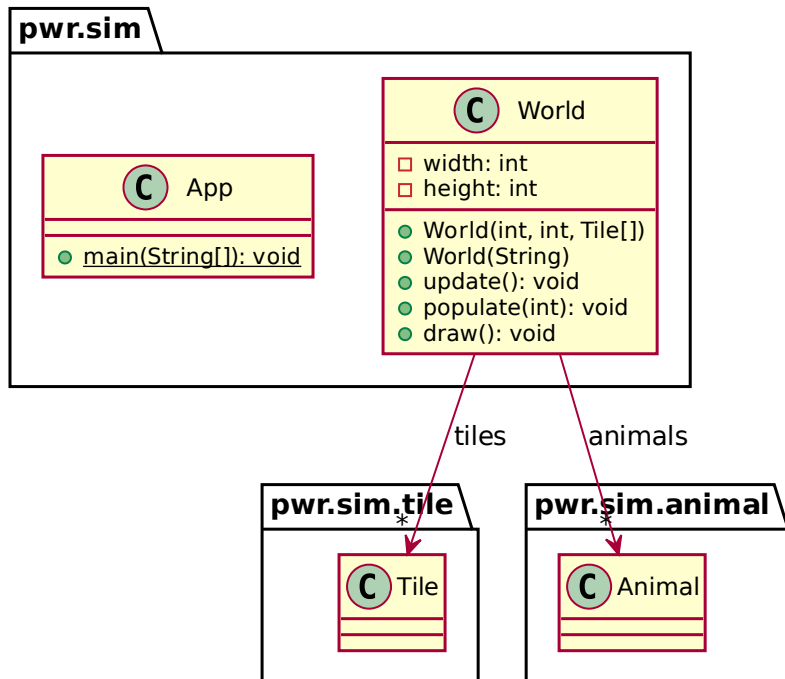 pwr.sim
C World
width: int
height: int
World(int, int, Tile[])
World(String)
update(): void
populate(int): void
draw(): void
C App
main(String[]): void
tiles
animals
pwr.sim.tile
*
pwr.sim.animal
*
C Tile
C Animal